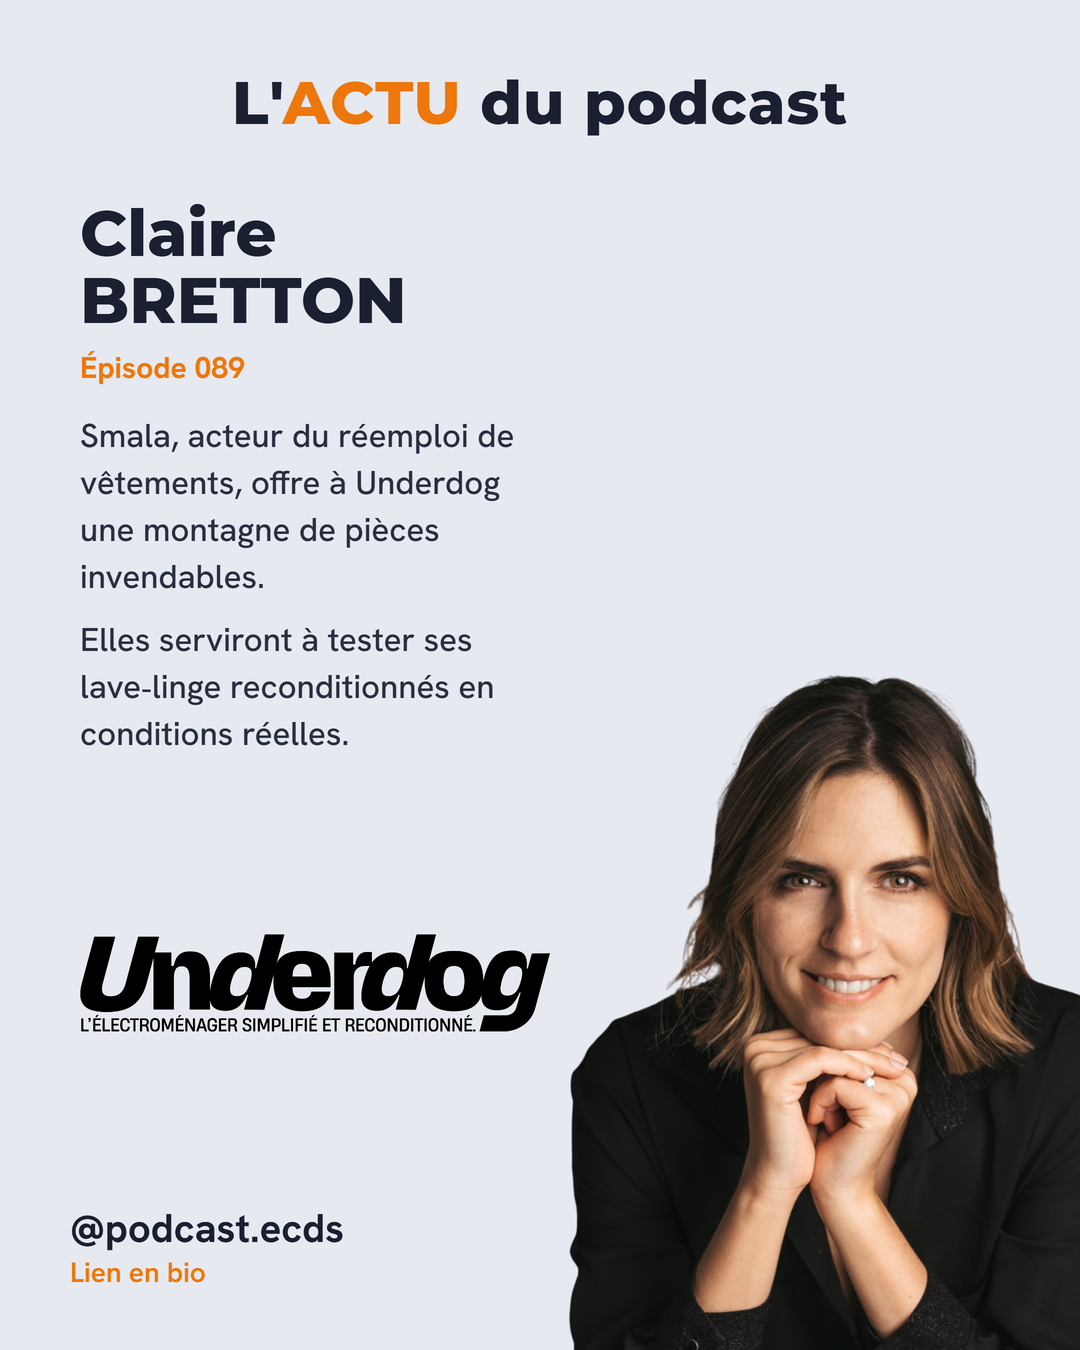 L'ACTU du podcast
Claire
BRETTON
Épisode 089
Smala, acteur du réemploi de
vêtements, offre à Underdog
une montagne de pièces
invendables.
Elles serviront à tester ses
lave-linge reconditionnés en
conditions réelles.
Underdog
L'ÉLECTROMÉNAGER SIMPLIFIÉ ET RECONDITIONNÉ.
@podcast.ecds
Lien en bio